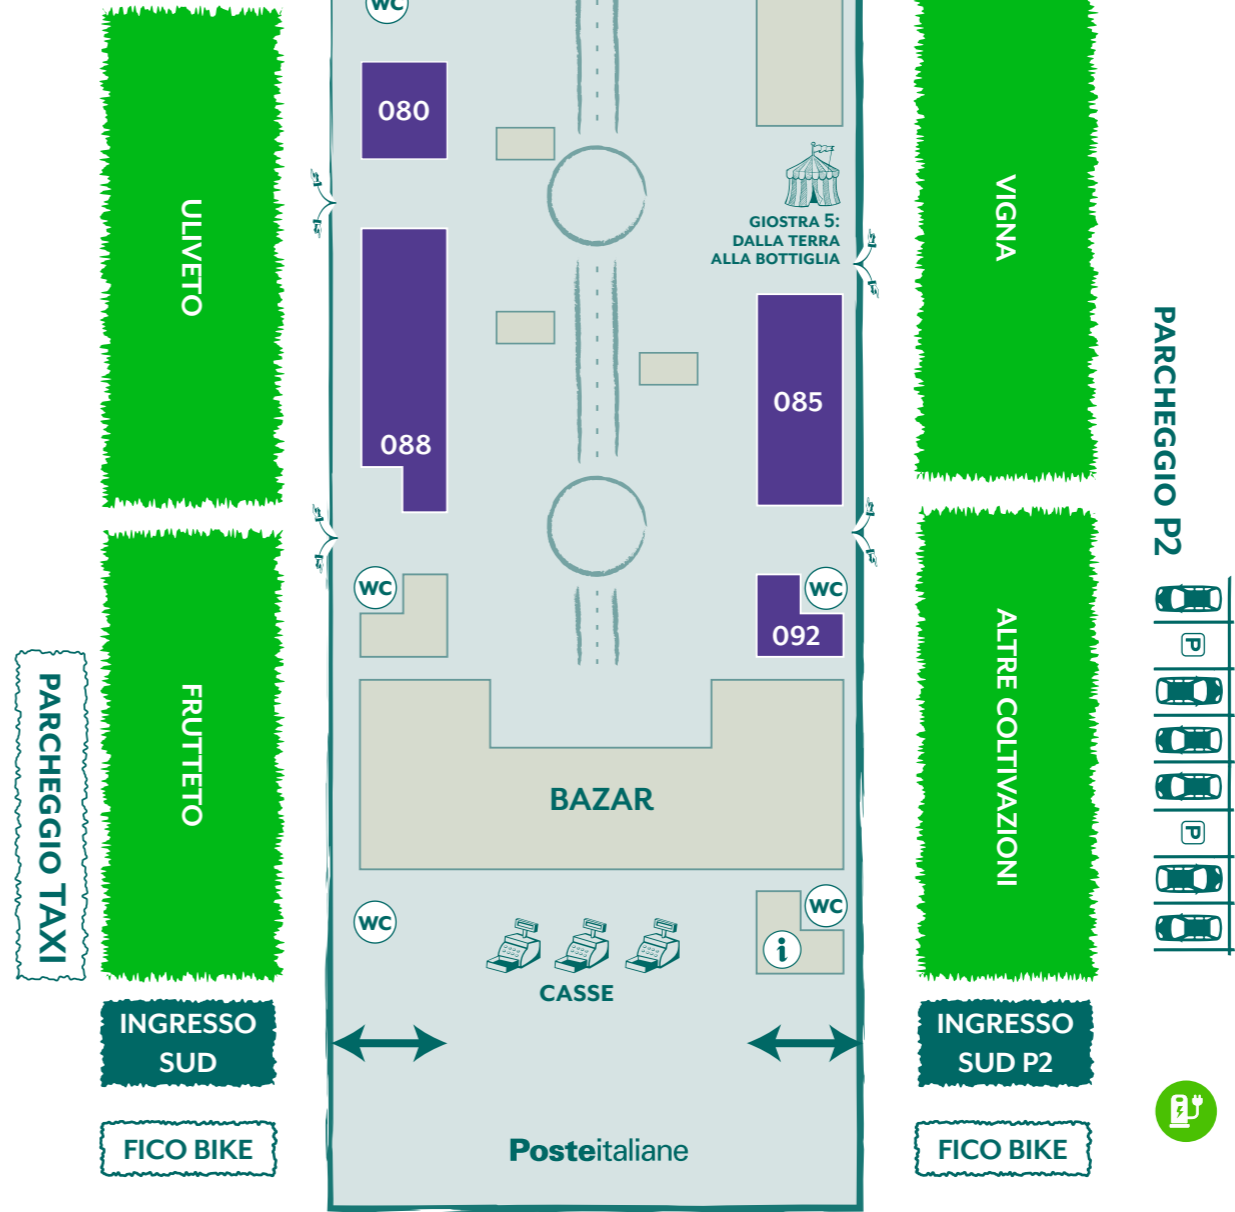 WC
080
ULIVETO
VIGNA
GIOSTRA 5:
DALLA TERRA
ALLA BOTTIGLIA
PARCHEGGIO P2
085
088
WC
WC
092
P
FRUTTETO
ALTRE COLTIVAZIONI
PARCHEGGIO TAXI
BAZAR
P
WC
WC
i
CASSE
INGRESSO
SUD
INGRESSO
SUD P2
FICO BIKE
Posteitaliane
FICO BIKE